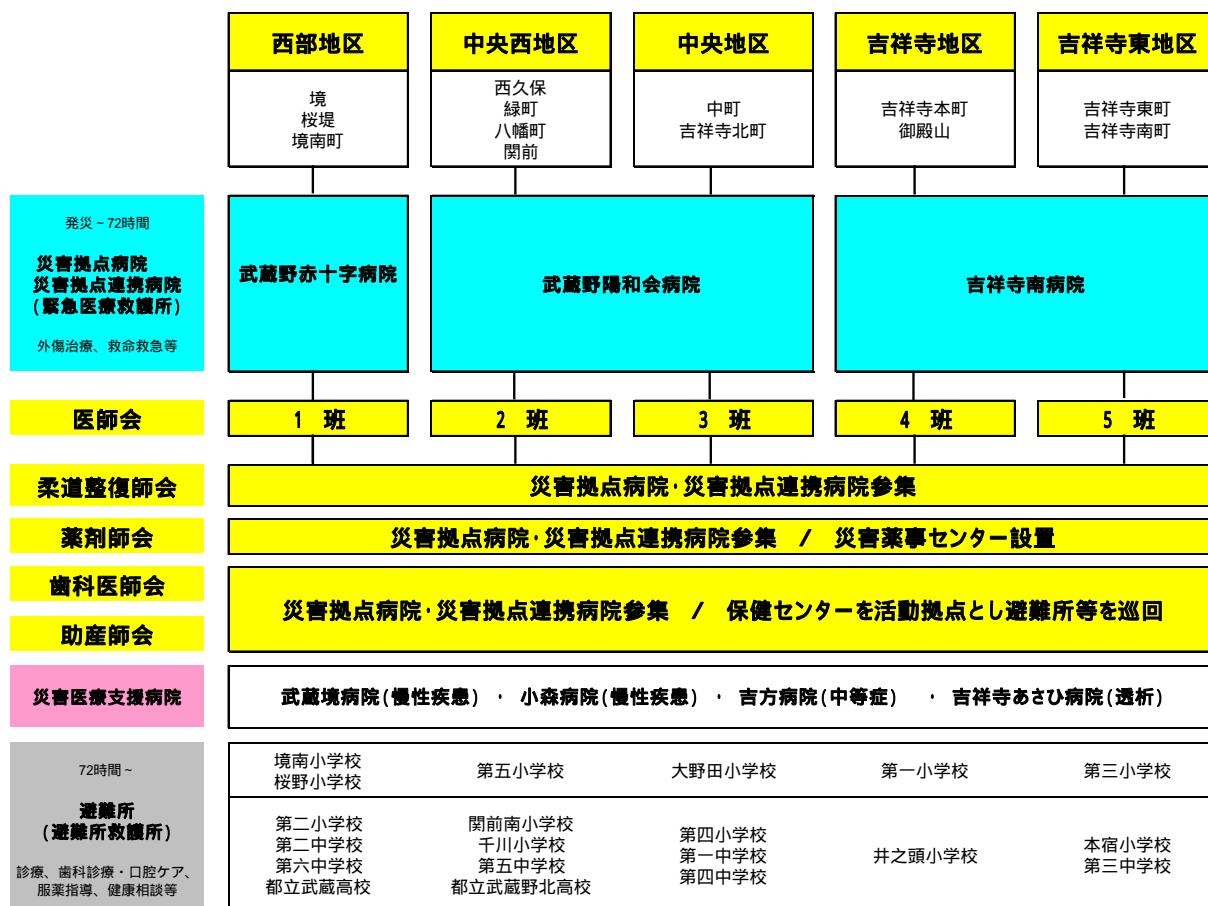 西部地区
中央西地区
中央地区
吉祥寺地区
吉祥寺東地区
境
桜堤
境南町
西久保
緑町
八幡町
関前
中町
吉祥寺北町
吉祥寺本町
御殿山
吉祥寺東町
吉祥寺南町
発災~72時間
災害拠点病院
災害拠点連携病院
(緊急医療救護所)
外傷治療、救命救急等
武蔵野赤十字病院
武蔵野陽和会病院
吉祥寺南病院
医師会
1 班
2 班
3 班
4 班
5 班
柔道整復師会
災害拠点病院・災害拠点連携病院参集
薬剤師会
災害拠点病院・災害拠点連携病院参集 / 災害薬事センター設置
歯科医師会
助産師会
災害拠点病院・災害拠点連携病院参集 / 保健センターを活動拠点とし避難所等を巡回
災害医療支援病院
武蔵境病院(慢性疾患) ・ 小森病院(慢性疾患) ・ 吉方病院(中等症) ・ 吉祥寺あさひ病院(透析)
72時間~
避難所
(避難所救護所)
診療、歯科診療・口腔ケア、
服薬指導、健康相談等
境南小学校
桜野小学校
第五小学校
大野田小学校
第一小学校
第三小学校
第二小学校
第二中学校
第六中学校
都立武蔵高校
関前南小学校
千川小学校
第五中学校
都立武蔵野北高校
第四小学校
第一中学校
第四中学校
井之頭小学校
本宿小学校
第三中学校